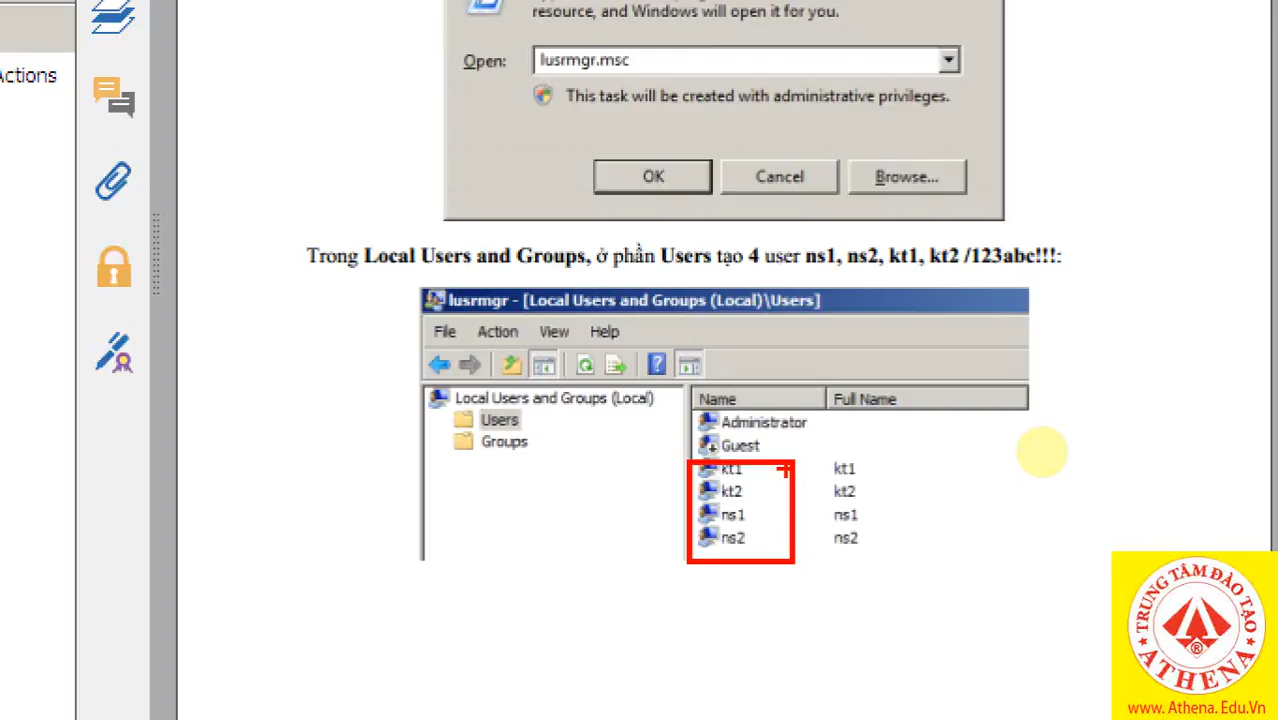 resource, and Windows will open it for you.
Actions
Open: lusrmgr.msc
This task will be created with administrative privileges.
OK Cancel Browse...
Trong Local Users and Groups, ở phần Users tạo 4 user ns1, ns2, kt1, kt2 /123abc!!!:
lusrmgr - [Local Users and Groups (Local)\Users]
File Action View Help
Local Users and Groups (Local)
Users
Groups
Name Full Name
Administrator
Guest
kt1 kt1
kt2 kt2
ns1 ns1
ns2 ns2
TRUNG TÂM ĐÀO TẠO
ATHENA
®
www.Athena.Edu.Vn